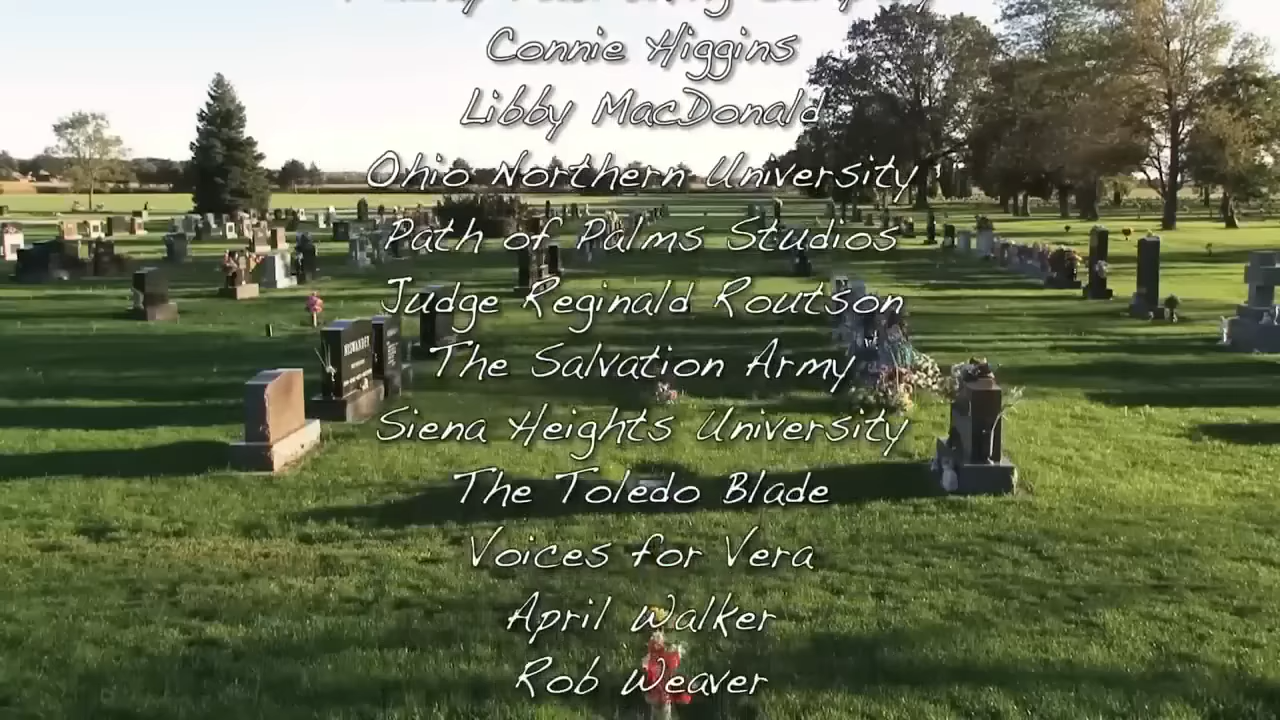 Connie Higgins
Libby MacDonald
Ohio Northern University
Path of Palms Studios
Judge Reginald Routson
The Salvation Army
Siena Heights University
The Toledo Blade
Voices for Vera
April Walker
Rob Weaver